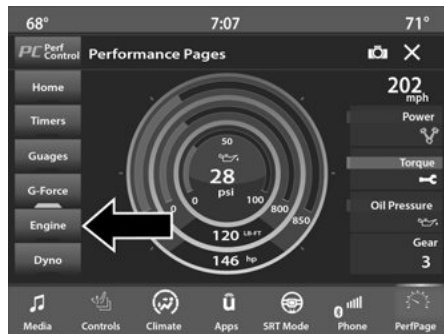 68° 7:07 71°
PC Perf Control Performance Pages
Home
Timers
Guages
G-Force
Engine
Dyno
50
28
psi
0 100
0 800
850
120 LB-FT
146 hp
202 mph
Power
Torque
Oil Pressure
Gear
3
Media Controls Climate Apps SRT Mode Phone PerfPage